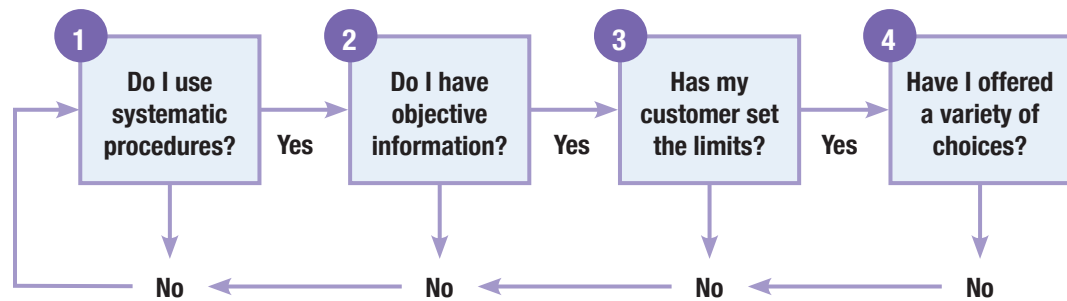 1
Do I use
systematic
procedures?
Yes
2
Do I have
objective
information?
Yes
3
Has my
customer set
the limits?
Yes
4
Have I offered
a variety of
choices?
No
No
No
No